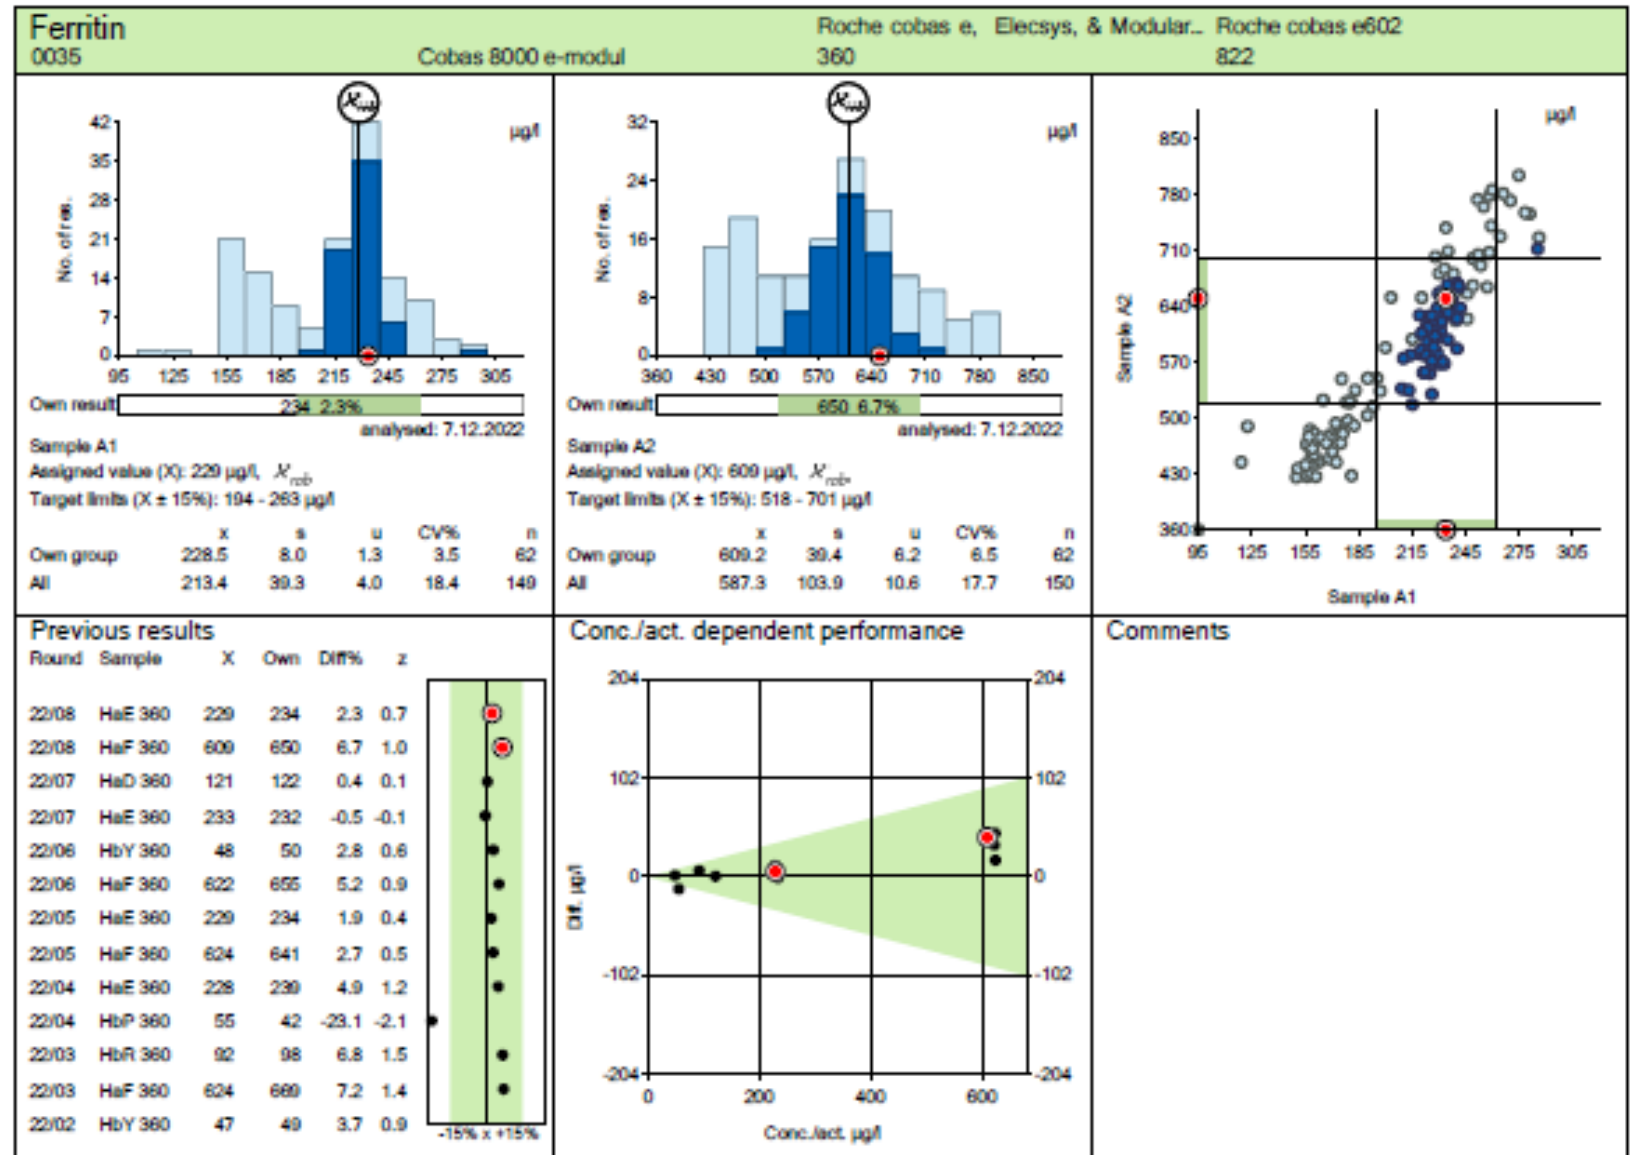 Ferritin
0035 Cobas 8000 e-modul
Roche cobas e, Elecsys, & Modular... Roche cobas e602
360 822
X rob
µg/l
No. of res.
42
35
28
21
14
7
0
95 125 155 185 215 245 275 305
Own result 234 2.3%
analysed: 7.12.2022
Sample A1
Assigned value (X): 229 µg/l, X rob
Target limits (X ± 15%): 194 - 263 µg/l
x s u CV% n
Own group 228.5 8.0 1.3 3.5 62
All 213.4 39.3 4.0 18.4 149
X rob
µg/l
No. of res.
32
24
16
8
0
360 430 500 570 640 710 780 850
Own result 650 6.7%
analysed: 7.12.2022
Sample A2
Assigned value (X): 609 µg/l, X rob
Target limits (X ± 15%): 518 - 701 µg/l
x s u CV% n
Own group 609.2 39.4 6.2 6.5 62
All 587.3 103.9 10.6 17.7 150
µg/l
Sample A2
850
780
710
640
570
500
430
360
95 125 155 185 215 245 275 305
Sample A1
Previous results
Round Sample X Own Diff% z
22/08 HaE 360 229 234 2.3 0.7
22/08 HaF 360 609 650 6.7 1.0
22/07 HaD 360 121 122 0.4 0.1
22/07 HaE 360 233 232 -0.5 -0.1
22/06 HbY 360 48 50 2.8 0.6
22/06 HaF 360 622 655 5.2 0.9
22/05 HaE 360 229 234 1.9 0.4
22/05 HaF 360 624 641 2.7 0.5
22/04 HaE 360 228 239 4.9 1.2
22/04 HbP 360 55 42 -23.1 -2.1
22/03 HbR 360 92 98 6.8 1.5
22/03 HaF 360 624 669 7.2 1.4
22/02 HbY 360 47 49 3.7 0.9
-15% x +15%
Conc./act. dependent performance
204 204
102 102
0 0
-102 -102
-204 -204
Diff. µg/l
0 200 400 600
Conc./act. µg/l
Comments